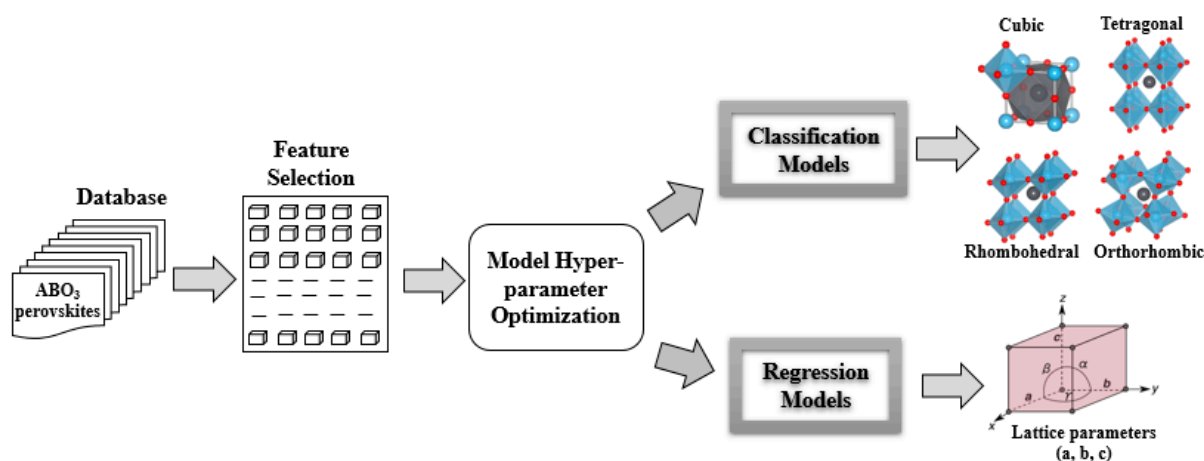 Database
ABO₃
perovskites
Feature
Selection
Model Hyper-
parameter
Optimization
Classification
Models
Cubic
Tetragonal
Rhombohedral
Orthorhombic
Regression
Models
z
c
β
α
a
b
γ
y
x
Lattice parameters
(a, b, c)